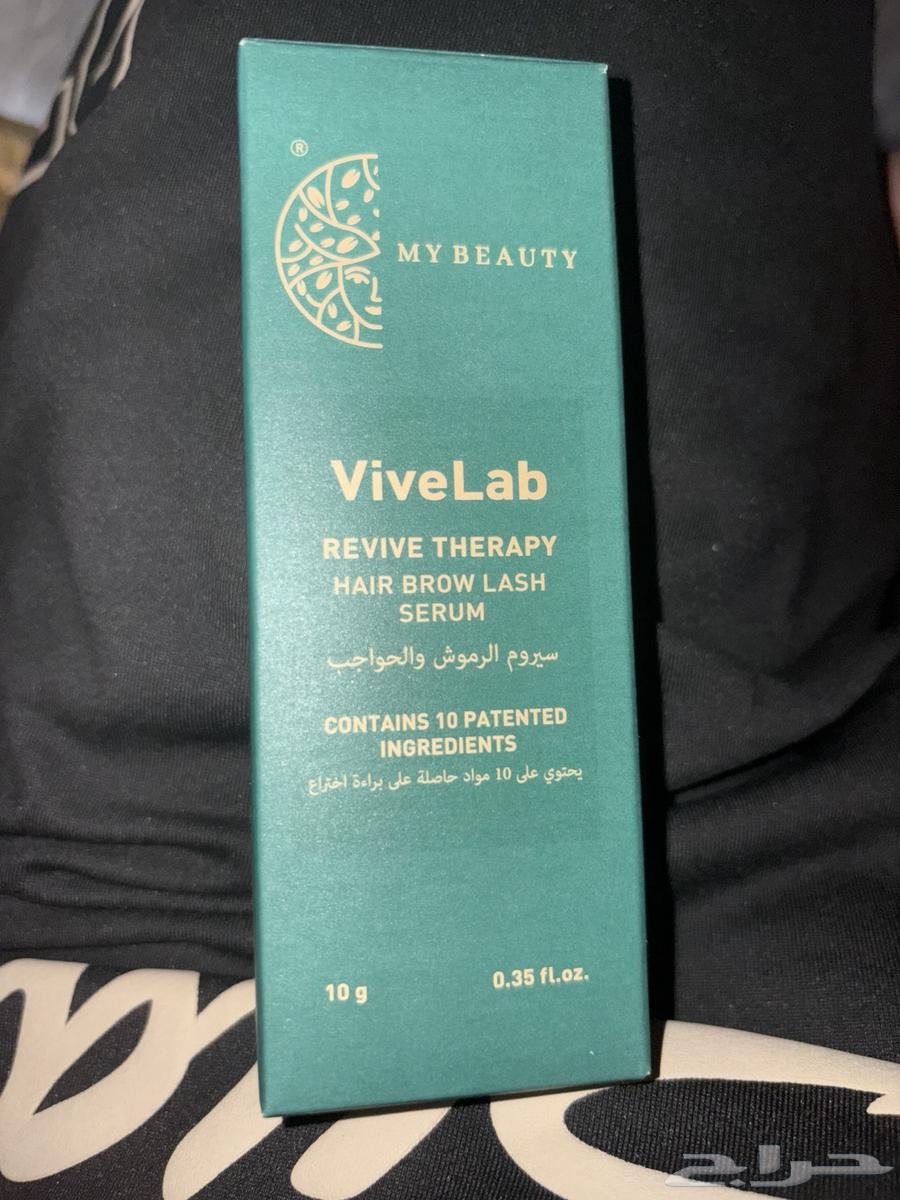 ®
MY BEAUTY
ViveLab
REVIVE THERAPY
HAIR BROW LASH
SERUM
سيروم الرموش والحواجب
CONTAINS 10 PATENTED
INGREDIENTS
يحتوي على 10 مواد حاصلة على براءة اختراع
10 g
0.35 fl.oz.
حراج